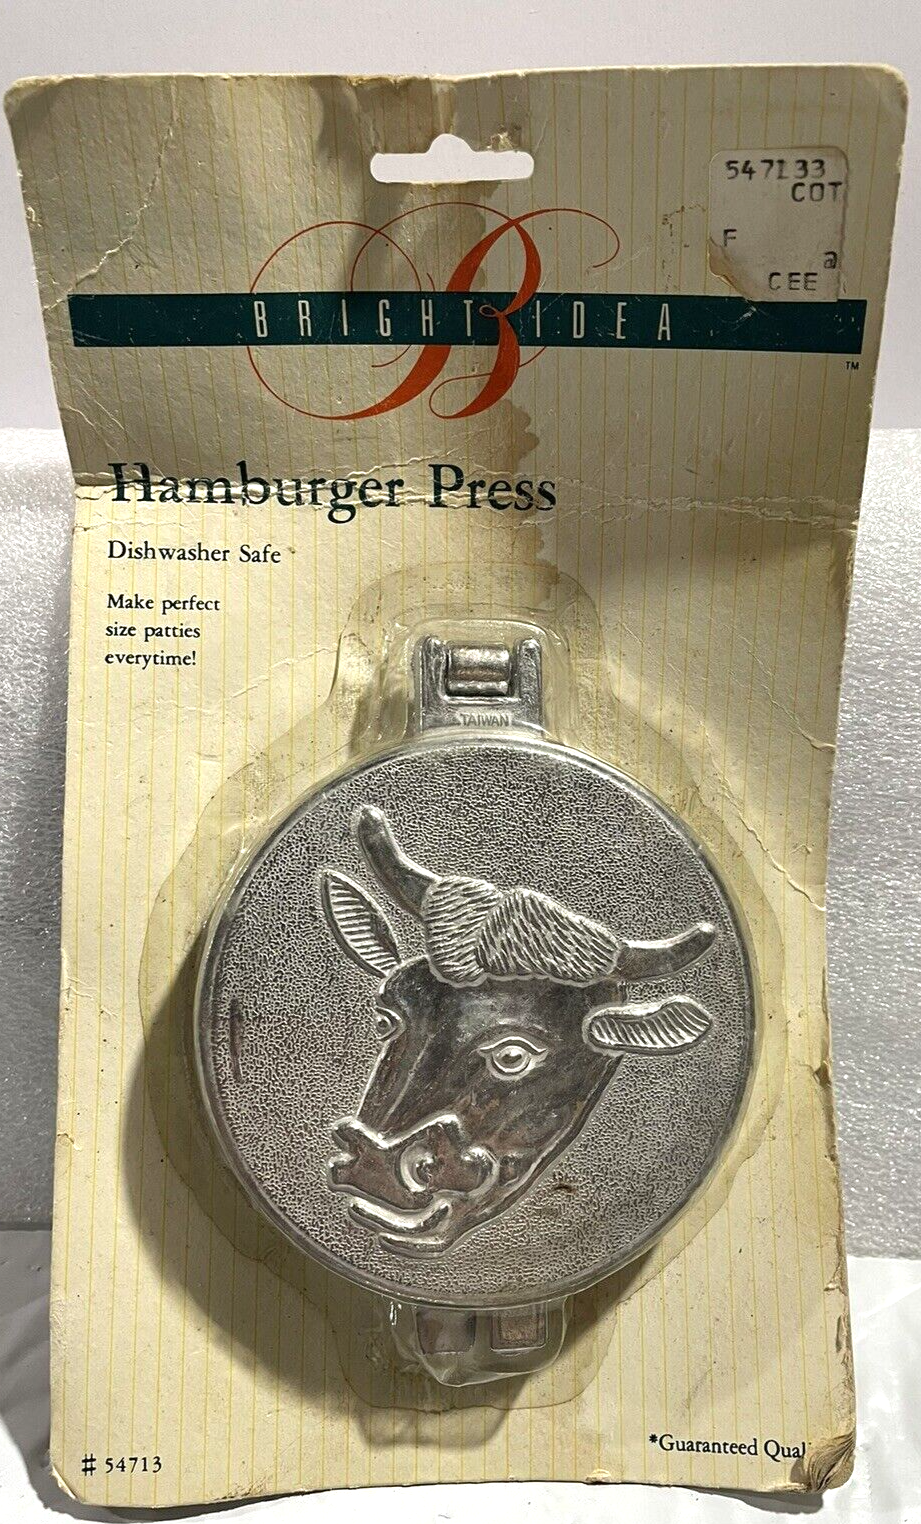 547133
COT
F
a
CEE
BRIGHT IDEA
TM
Hamburger Press
Dishwasher Safe
Make perfect
size patties
everytime!
TAIWAN
# 54713
*Guaranteed Qual